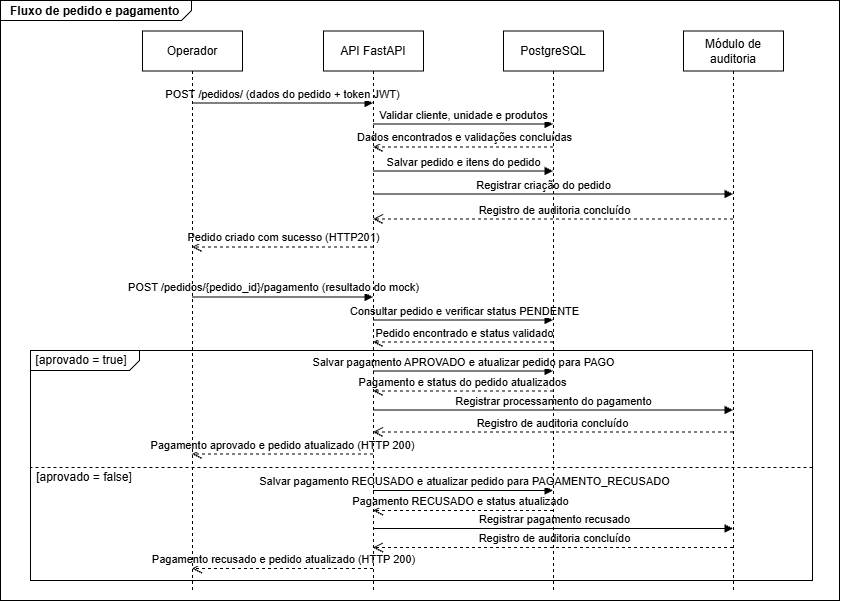 Fluxo de pedido e pagamento
Operador
API FastAPI
PostgreSQL
Módulo de
auditoria
POST /pedidos/ (dados do pedido + token JWT)
Validar cliente, unidade e produtos
Dados encontrados e validações concluídas
Salvar pedido e itens do pedido
Registrar criação do pedido
Registro de auditoria concluído
Pedido criado com sucesso (HTTP201)
POST /pedidos/{pedido_id}/pagamento (resultado do mock)
Consultar pedido e verificar status PENDENTE
Pedido encontrado e status validado
[aprovado = true]
Salvar pagamento APROVADO e atualizar pedido para PAGO
Pagamento e status do pedido atualizados
Registrar processamento do pagamento
Registro de auditoria concluído
Pagamento aprovado e pedido atualizado (HTTP 200)
[aprovado = false]
Salvar pagamento RECUSADO e atualizar pedido para PAGAMENTO_RECUSADO
Pagamento RECUSADO e status atualizado
Registrar pagamento recusado
Registro de auditoria concluído
Pagamento recusado e pedido atualizado (HTTP 200)